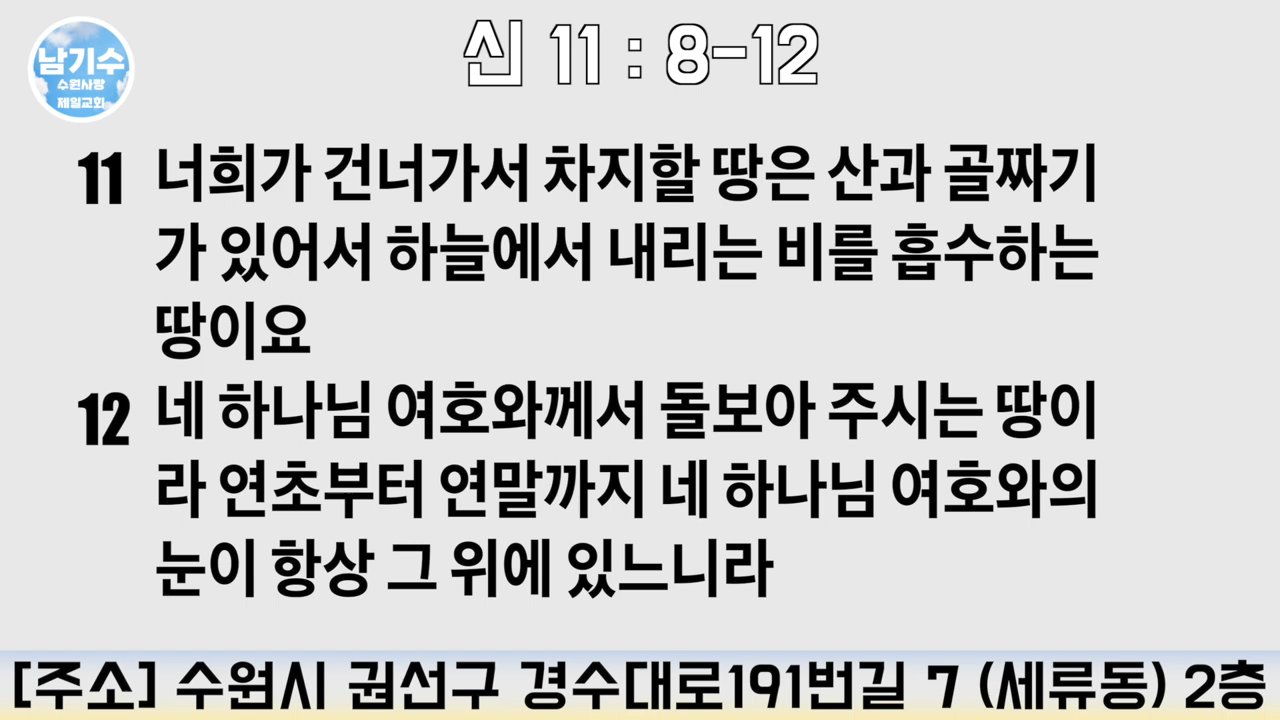 남기수
수원사랑
제일교회
신 11 : 8-12
11 너희가 건너가서 차지할 땅은 산과 골짜기
가 있어서 하늘에서 내리는 비를 흡수하는
땅이요
12 네 하나님 여호와께서 돌보아 주시는 땅이
라 연초부터 연말까지 네 하나님 여호와의
눈이 항상 그 위에 있느니라
[주소] 수원시 권선구 경수대로191번길 7 (세류동) 2층